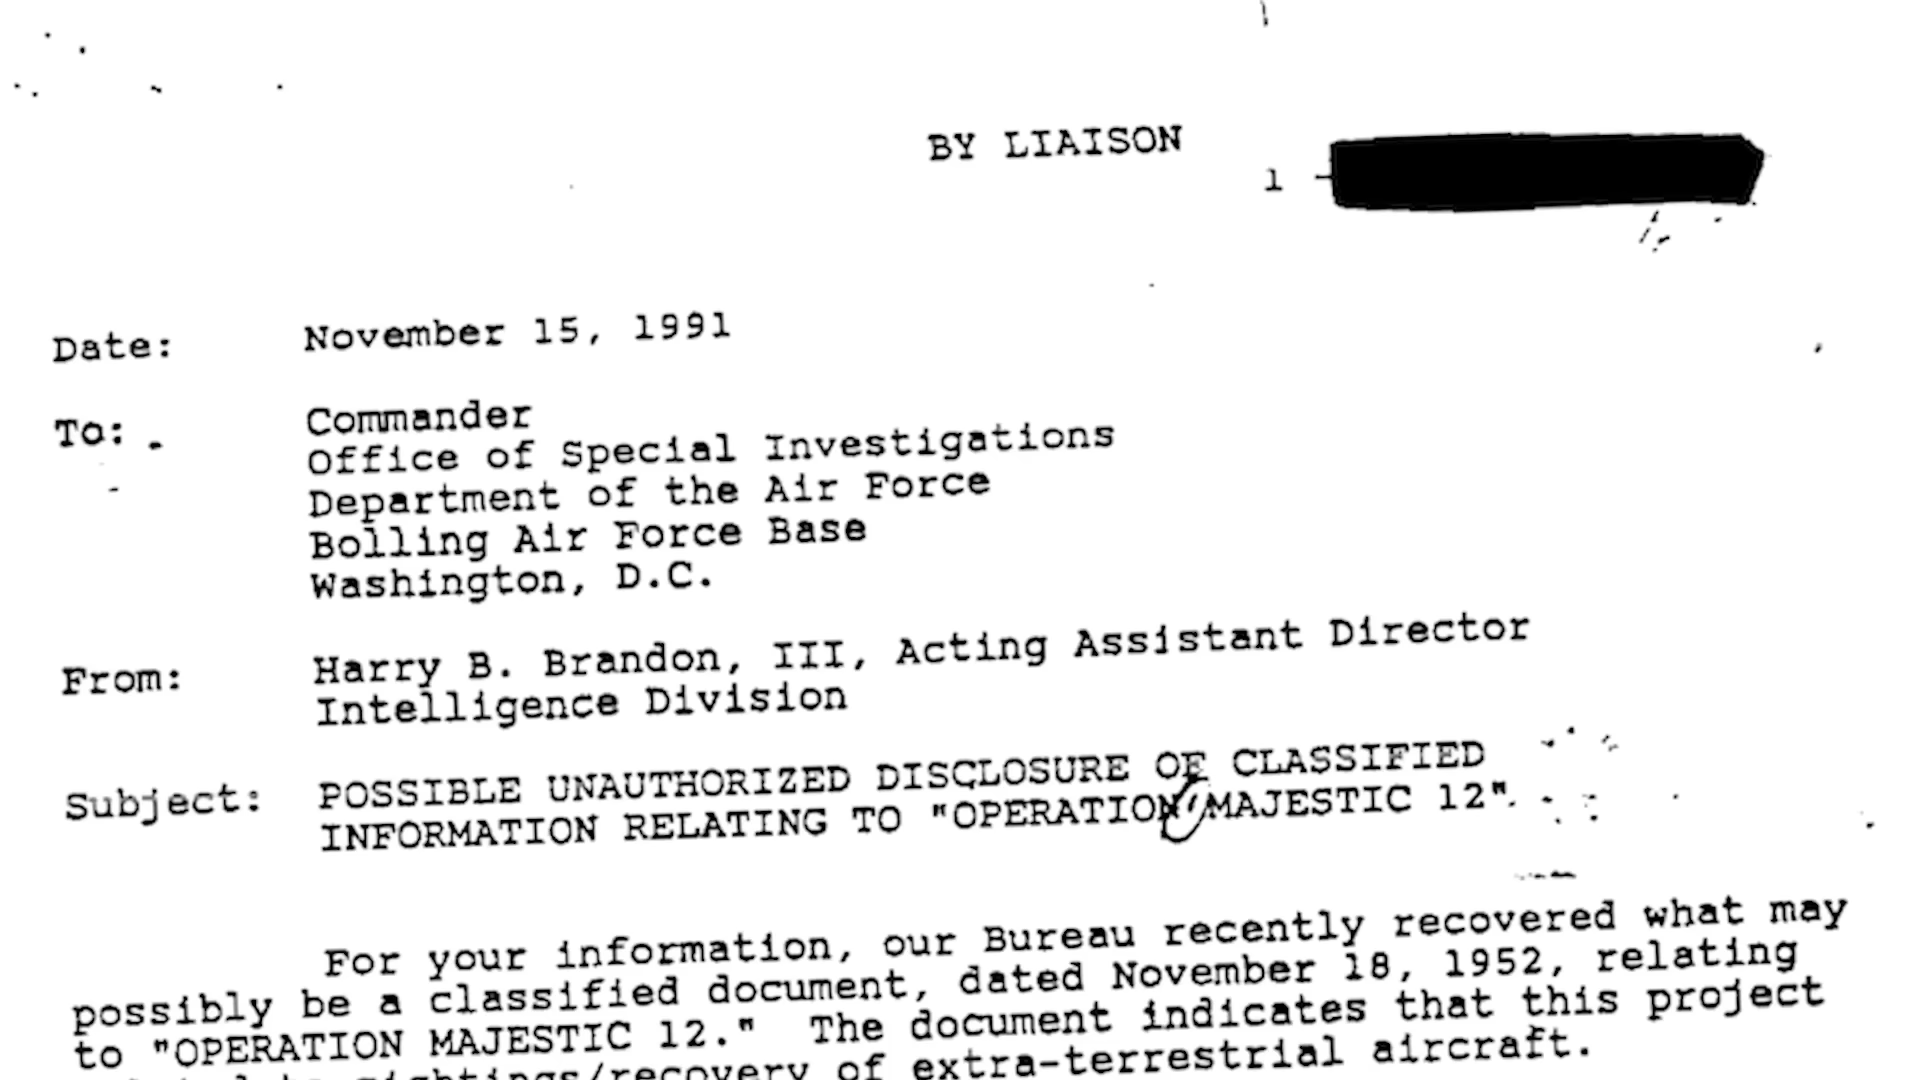 BY LIAISON
1 -
Date: November 15, 1991
To: Commander
Office of Special Investigations
Department of the Air Force
Bolling Air Force Base
Washington, D.C.
From: Harry B. Brandon, III, Acting Assistant Director
Intelligence Division
Subject: POSSIBLE UNAUTHORIZED DISCLOSURE OF CLASSIFIED
INFORMATION RELATING TO "OPERATION MAJESTIC 12".
For your information, our Bureau recently recovered what may
possibly be a classified document, dated November 18, 1952, relating
to "OPERATION MAJESTIC 12." The document indicates that this project
sightings/recovery of extra-terrestrial aircraft.